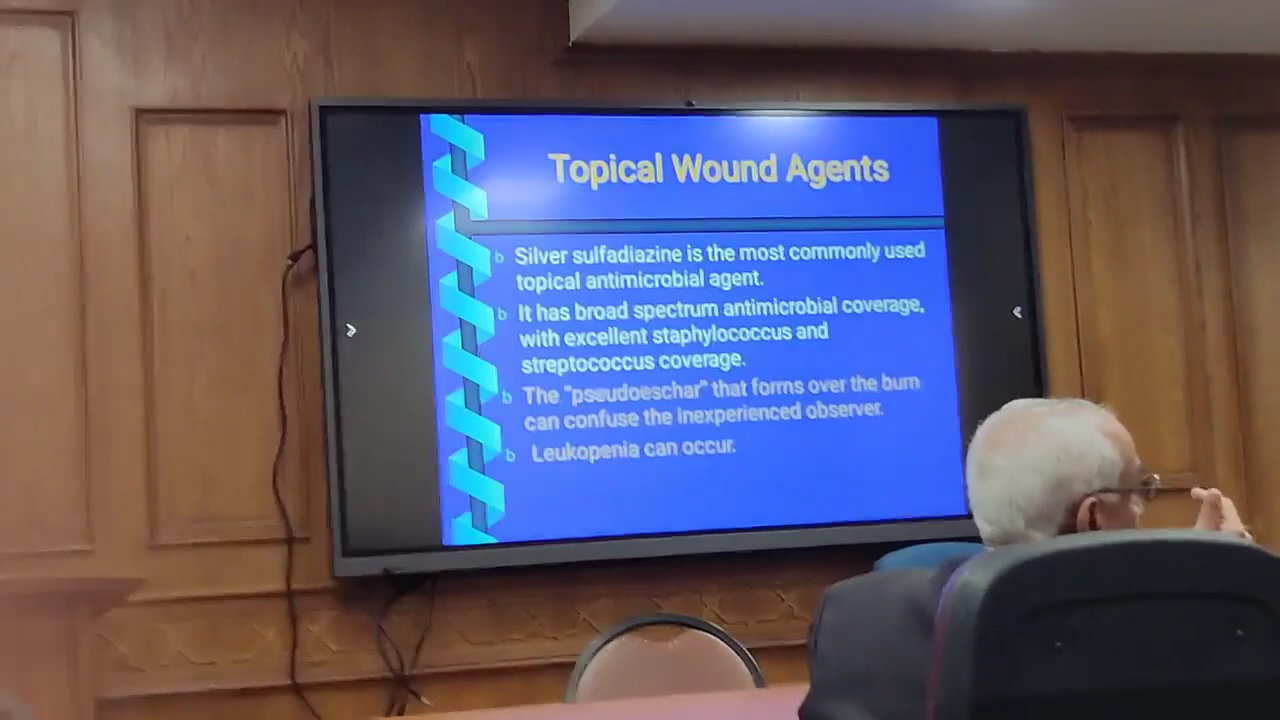 Topical Wound Agents
b Silver sulfadiazine is the most commonly used
topical antimicrobial agent.
b It has broad spectrum antimicrobial coverage,
with excellent staphylococcus and
streptococcus coverage.
b The "pseudoeschar" that forms over the burn
can confuse the inexperienced observer.
b Leukopenia can occur.